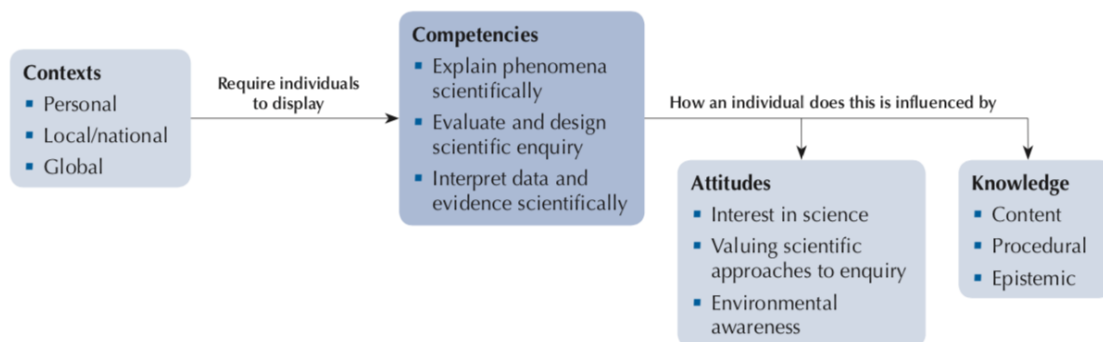 Contexts
Personal
Local/national
Global
Require individuals
to display
Competencies
Explain phenomena
scientifically
Evaluate and design
scientific enquiry
Interpret data and
evidence scientifically
How an individual does this is influenced by
Attitudes
Interest in science
Valuing scientific
approaches to enquiry
Environmental
awareness
Knowledge
Content
Procedural
Epistemic